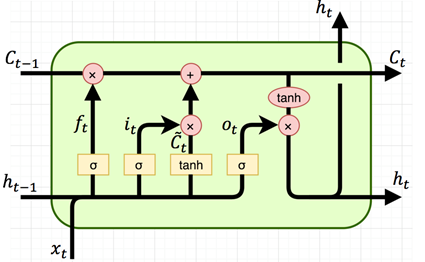 h_t
C_{t-1}
×
+
C_t
tanh
f_t
i_t
×
o_t
×
C̃_t
σ
σ
tanh
σ
h_{t-1}
h_t
x_t